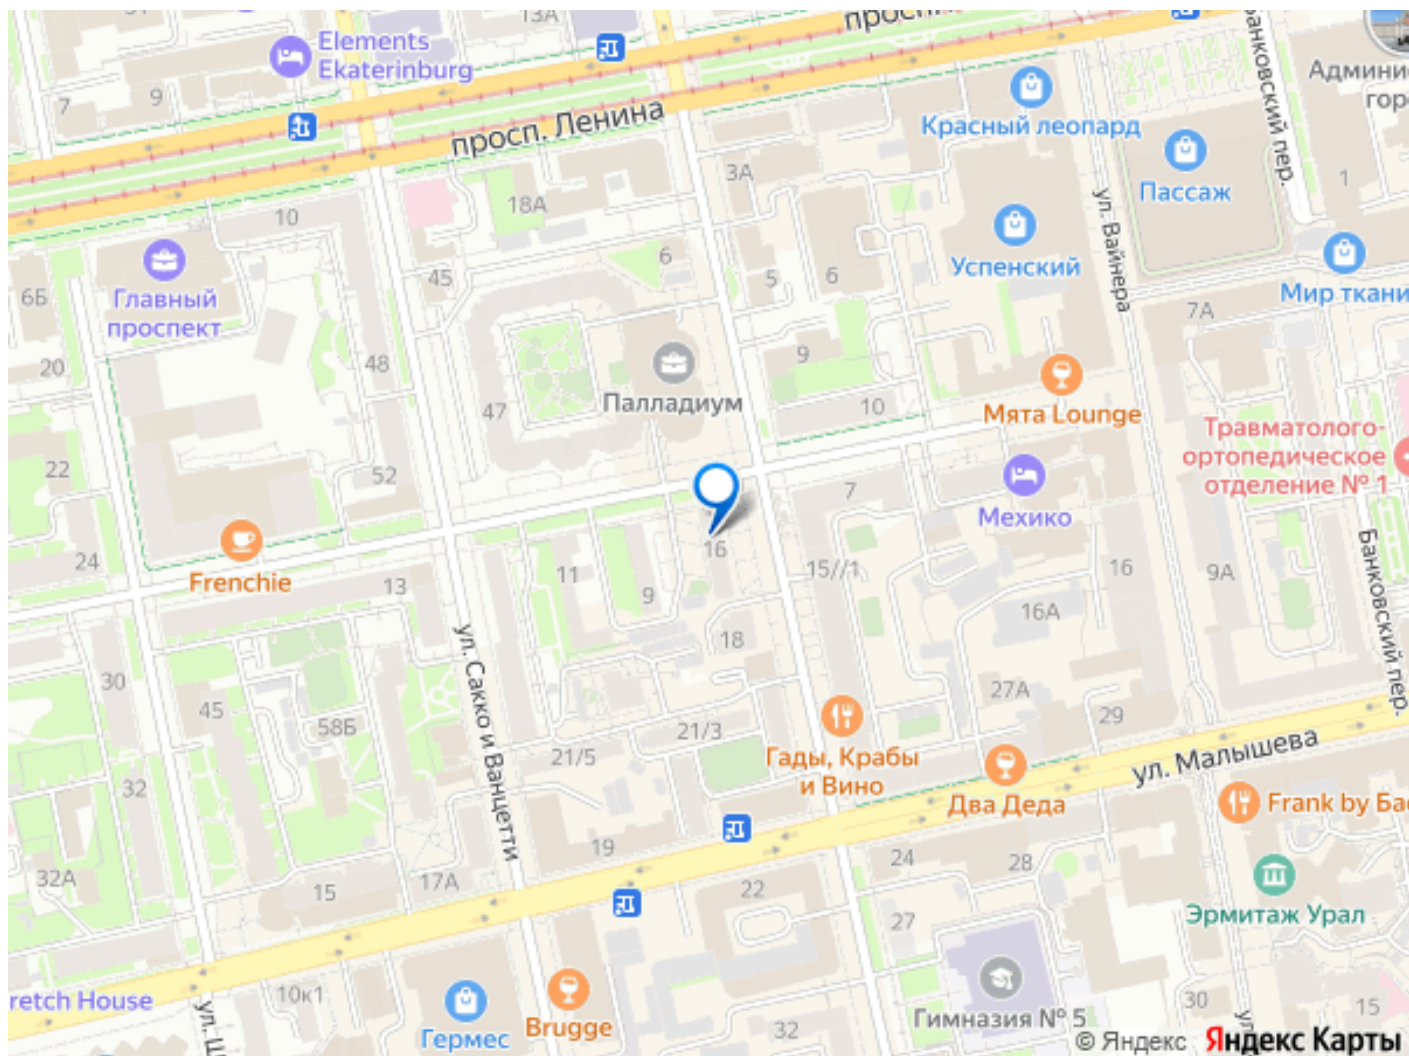 13А
просп.
Elements
Ekaterinburg
7
9
Банковский пер.
Админи
гор
просп. Ленина
Красный леопард
3А
Пассаж
1
10
18А
ул. Вайнера
Успенский
45
6
5
6
6Б
Главный
проспект
Мир ткани
7А
20
48
9
47
Палладиум
10
Мята Lounge
Травматолого-
ортопедическое
отделение № 1
22
52
7
Мехико
24
Frenchie
13
11
9
16
15//1
16
9А
16А
Банковский пер.
18
ул. Сакко и Ванцетти
30
45
58Б
27А
29
21/3
21/5
Гады, Крабы
и Вино
ул. Малышева
32
Два Деда
Frank by Ба
19
24
28
32А
15
17А
22
Эрмитаж Урал
27
retch House
10к1
Гермес
Brugge
32
Гимназия № 5
30
15
ул. Ш
ул
© Яндекс Яндекс Карты